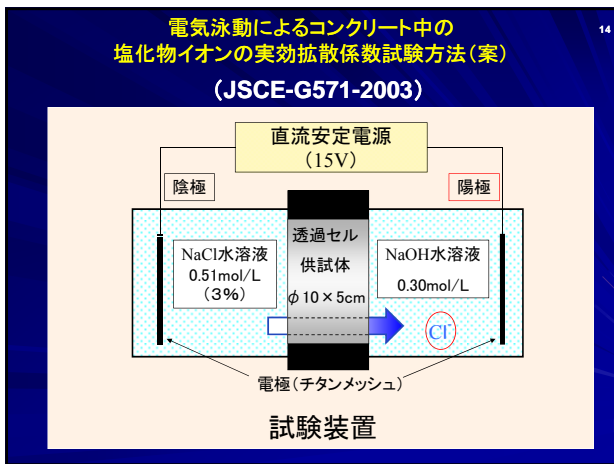 電気泳動によるコンクリート中の
塩化物イオンの実効拡散係数試験方法(案)
14
(JSCE-G571-2003)
直流安定電源
(15V)
陰極
陽極
NaCl水溶液
0.51mol/L
(3%)
透過セル
供試体
φ10×5cm
NaOH水溶液
0.30mol/L
Cl⁻
電極(チタンメッシュ)
試験装置